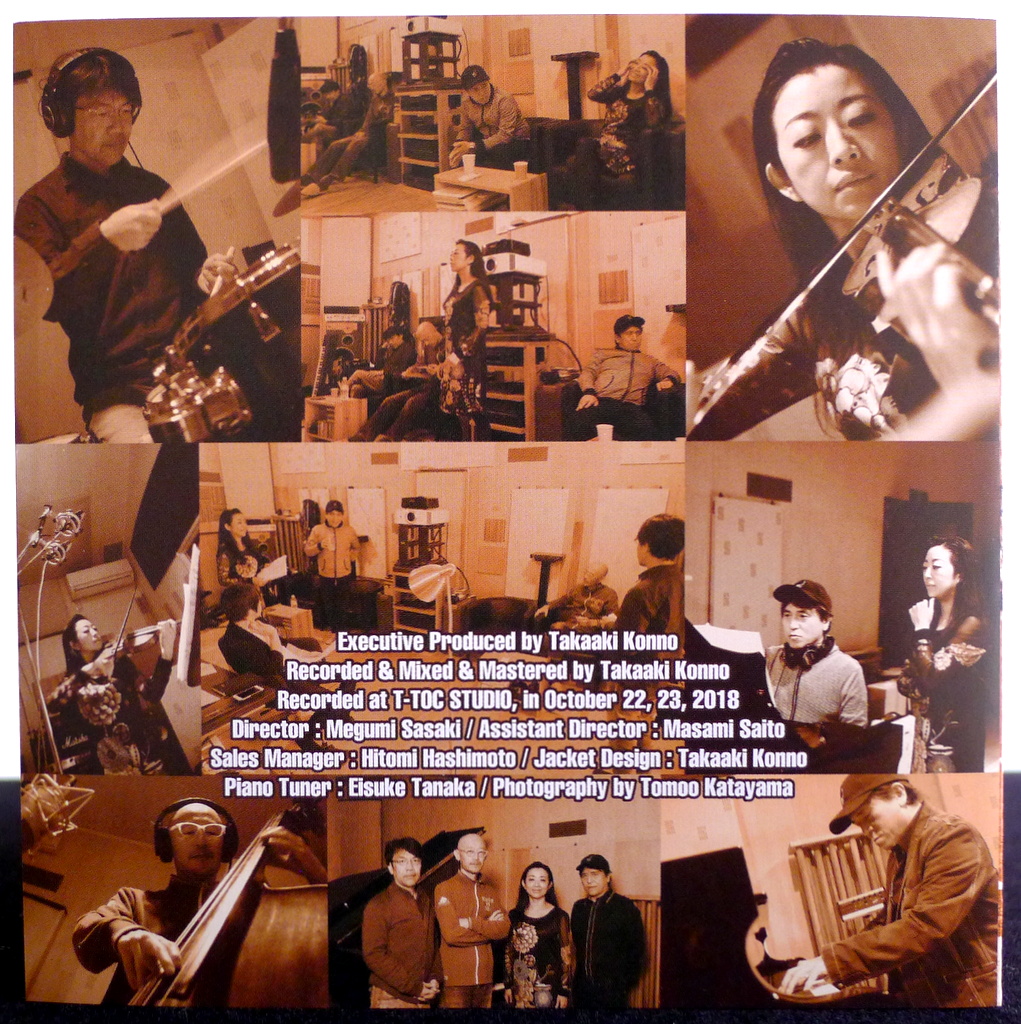 Executive Produced by Takaaki Konno
Recorded & Mixed & Mastered by Takaaki Konno
Recorded at T-TOC STUDIO, in October 22, 23, 2018
Director : Megumi Sasaki / Assistant Director : Masami Saito
Sales Manager : Hitomi Hashimoto / Jacket Design : Takaaki Konno
Piano Tuner : Eisuke Tanaka / Photography by Tomoo Katayama